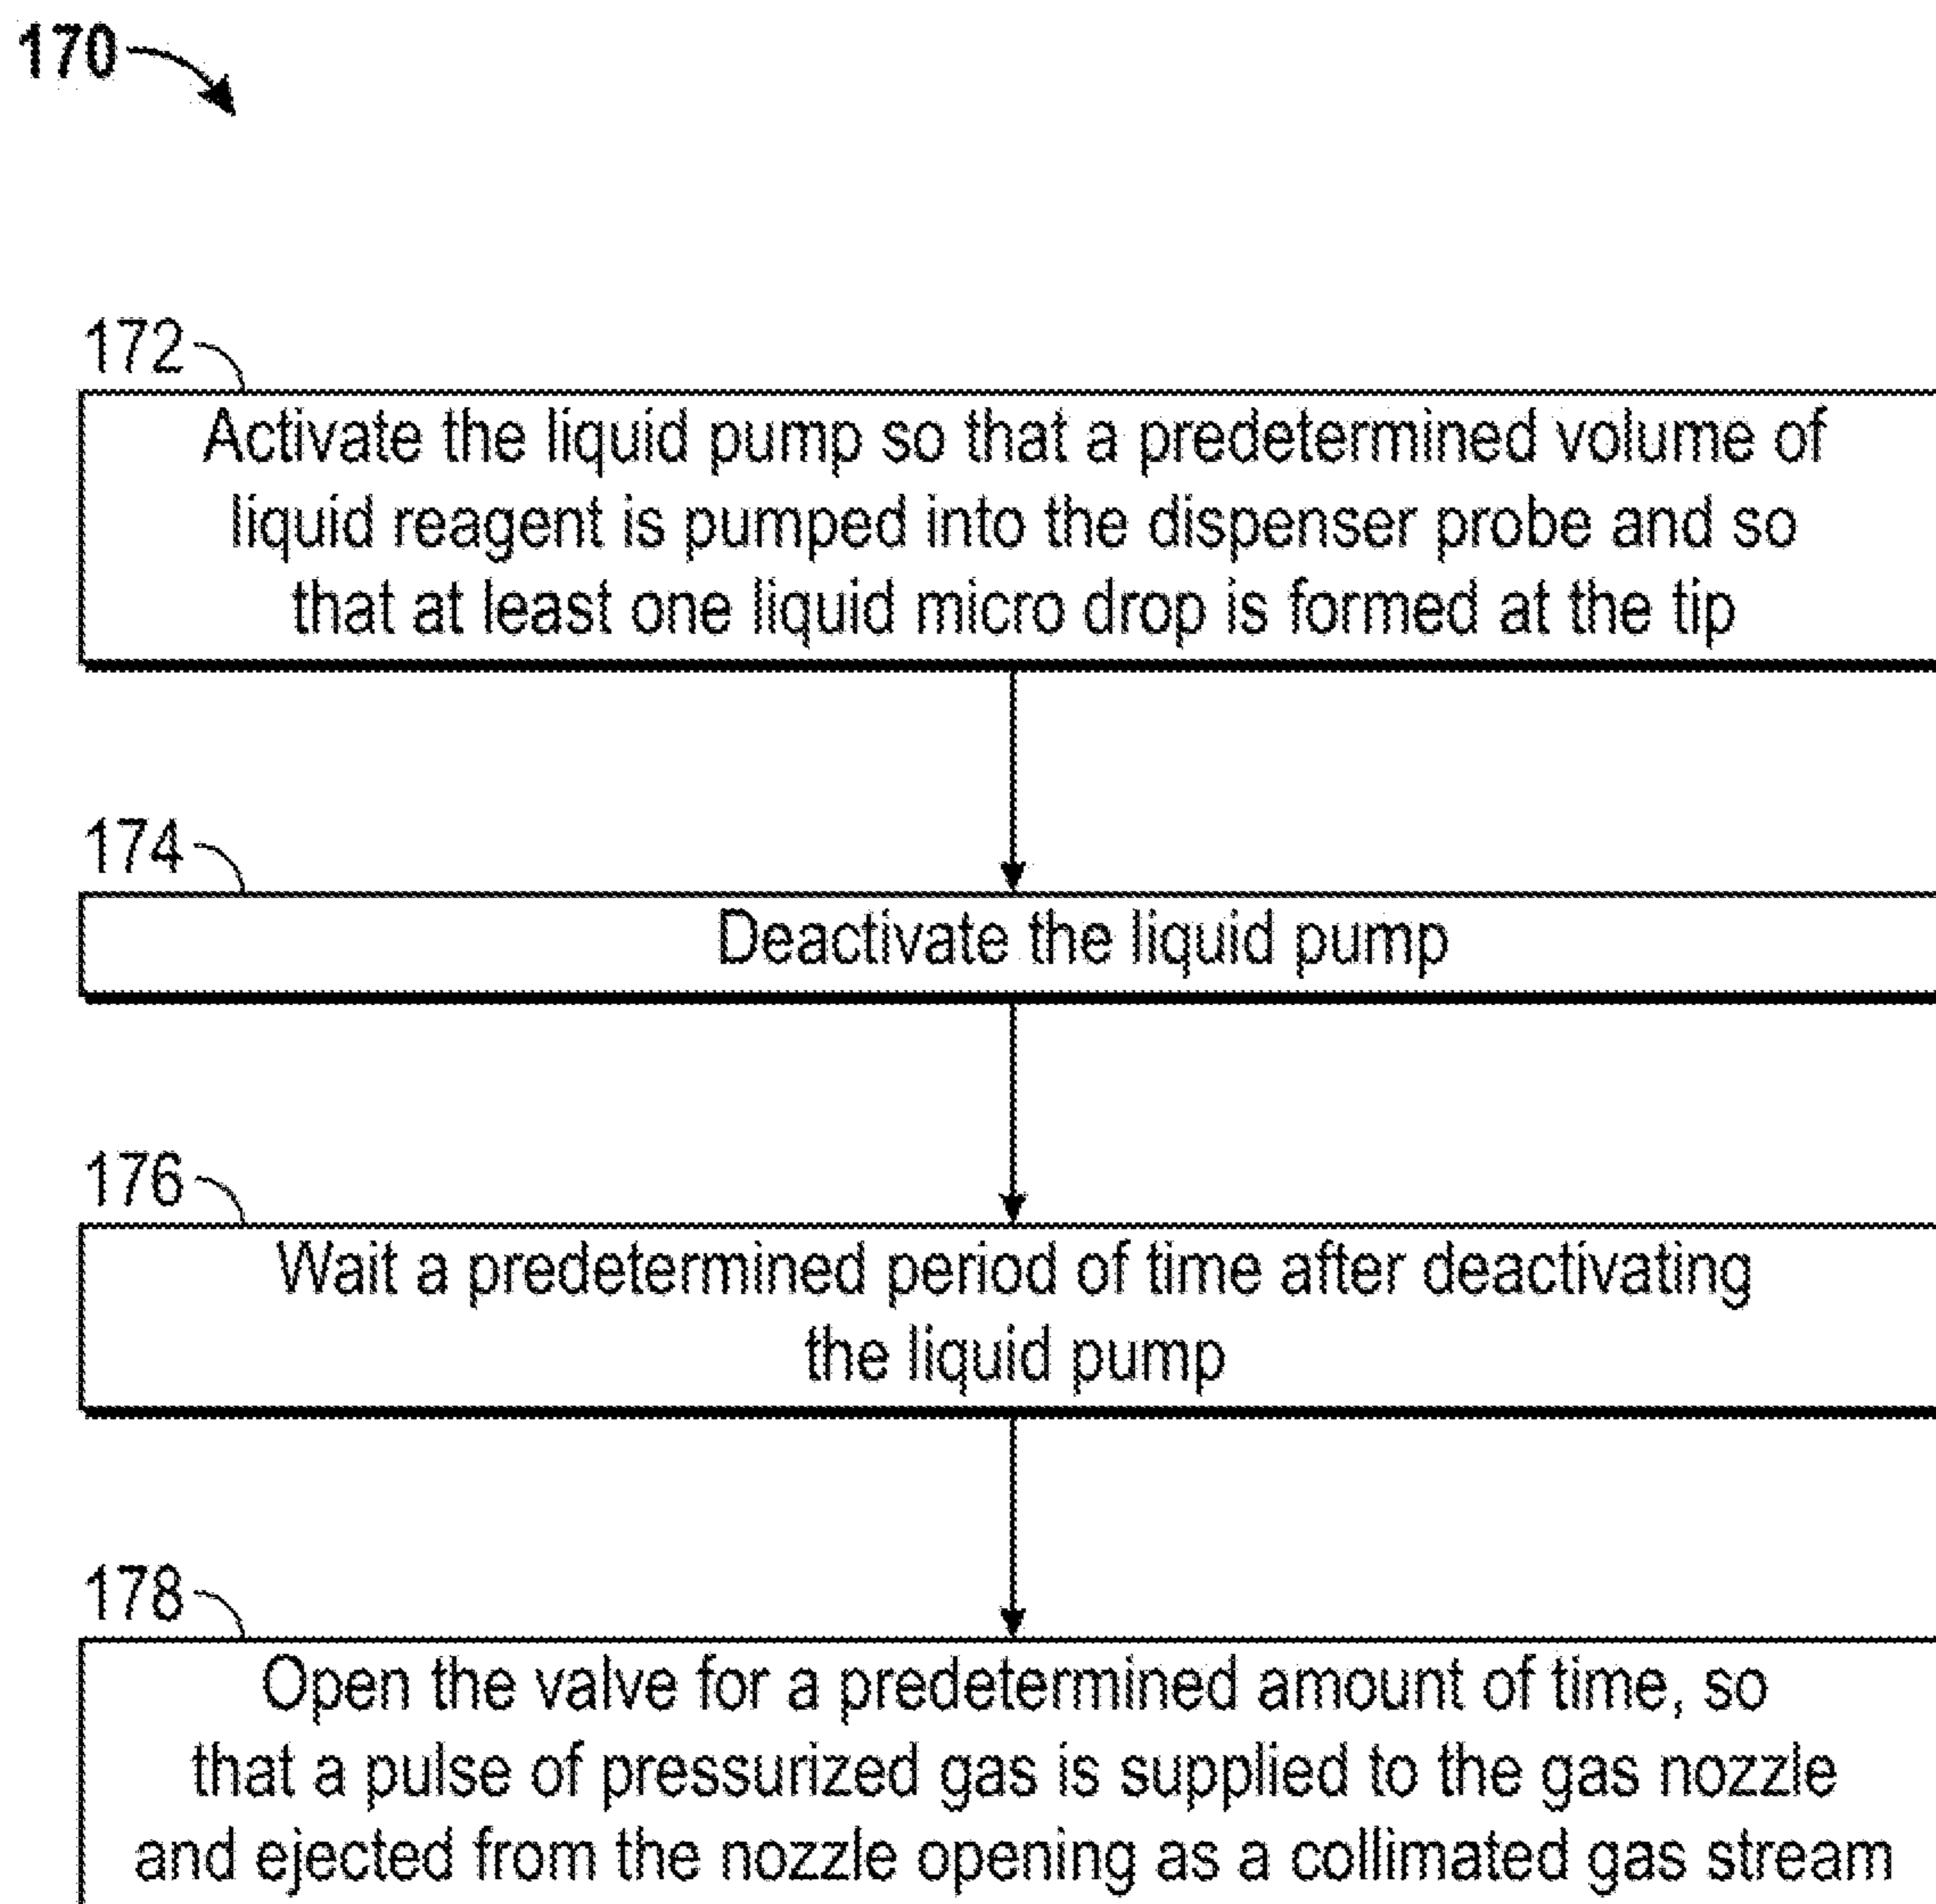 170
172
Activate the liquid pump so that a predetermined volume of
liquid reagent is pumped into the dispenser probe and so
that at least one liquid micro drop is formed at the tip
174
Deactivate the liquid pump
176
Wait a predetermined period of time after deactivating
the liquid pump
178
Open the valve for a predetermined amount of time, so
that a pulse of pressurized gas is supplied to the gas nozzle
and ejected from the nozzle opening as a collimated gas stream